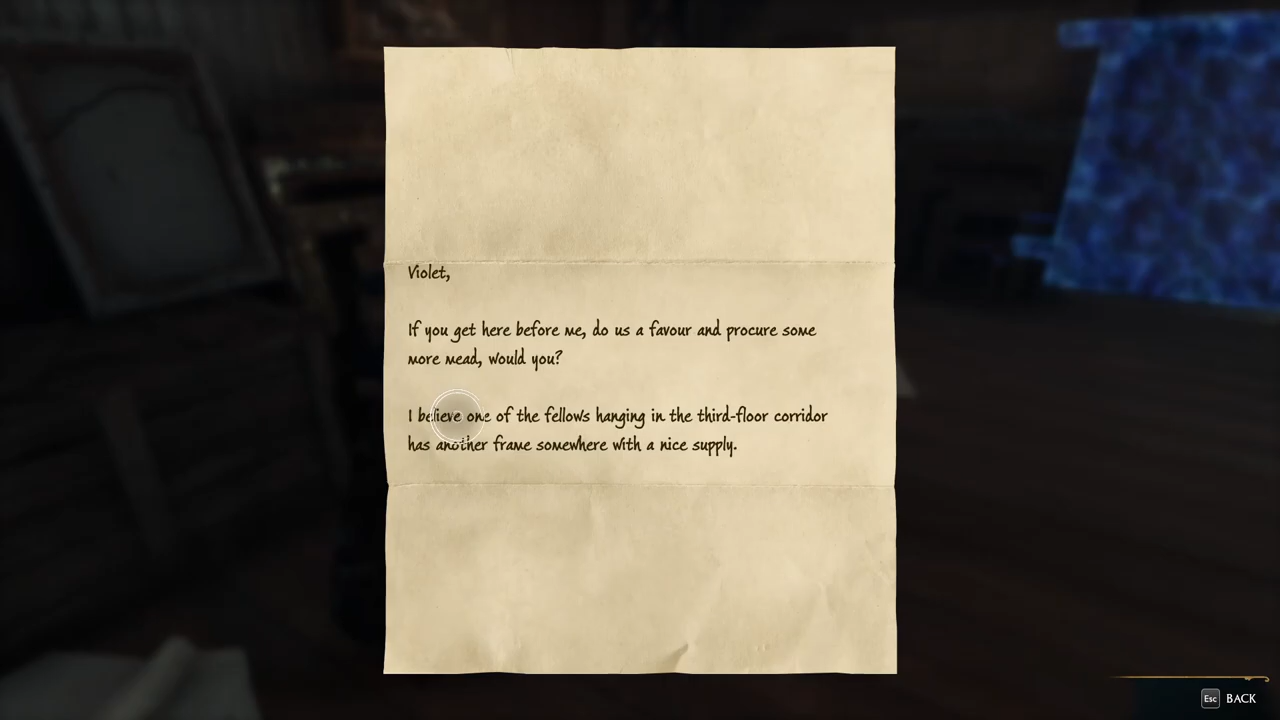 Violet,
If you get here before me, do us a favour and procure some
more mead, would you?
I believe one of the fellows hanging in the third-floor corridor
has another frame somewhere with a nice supply.
Esc BACK